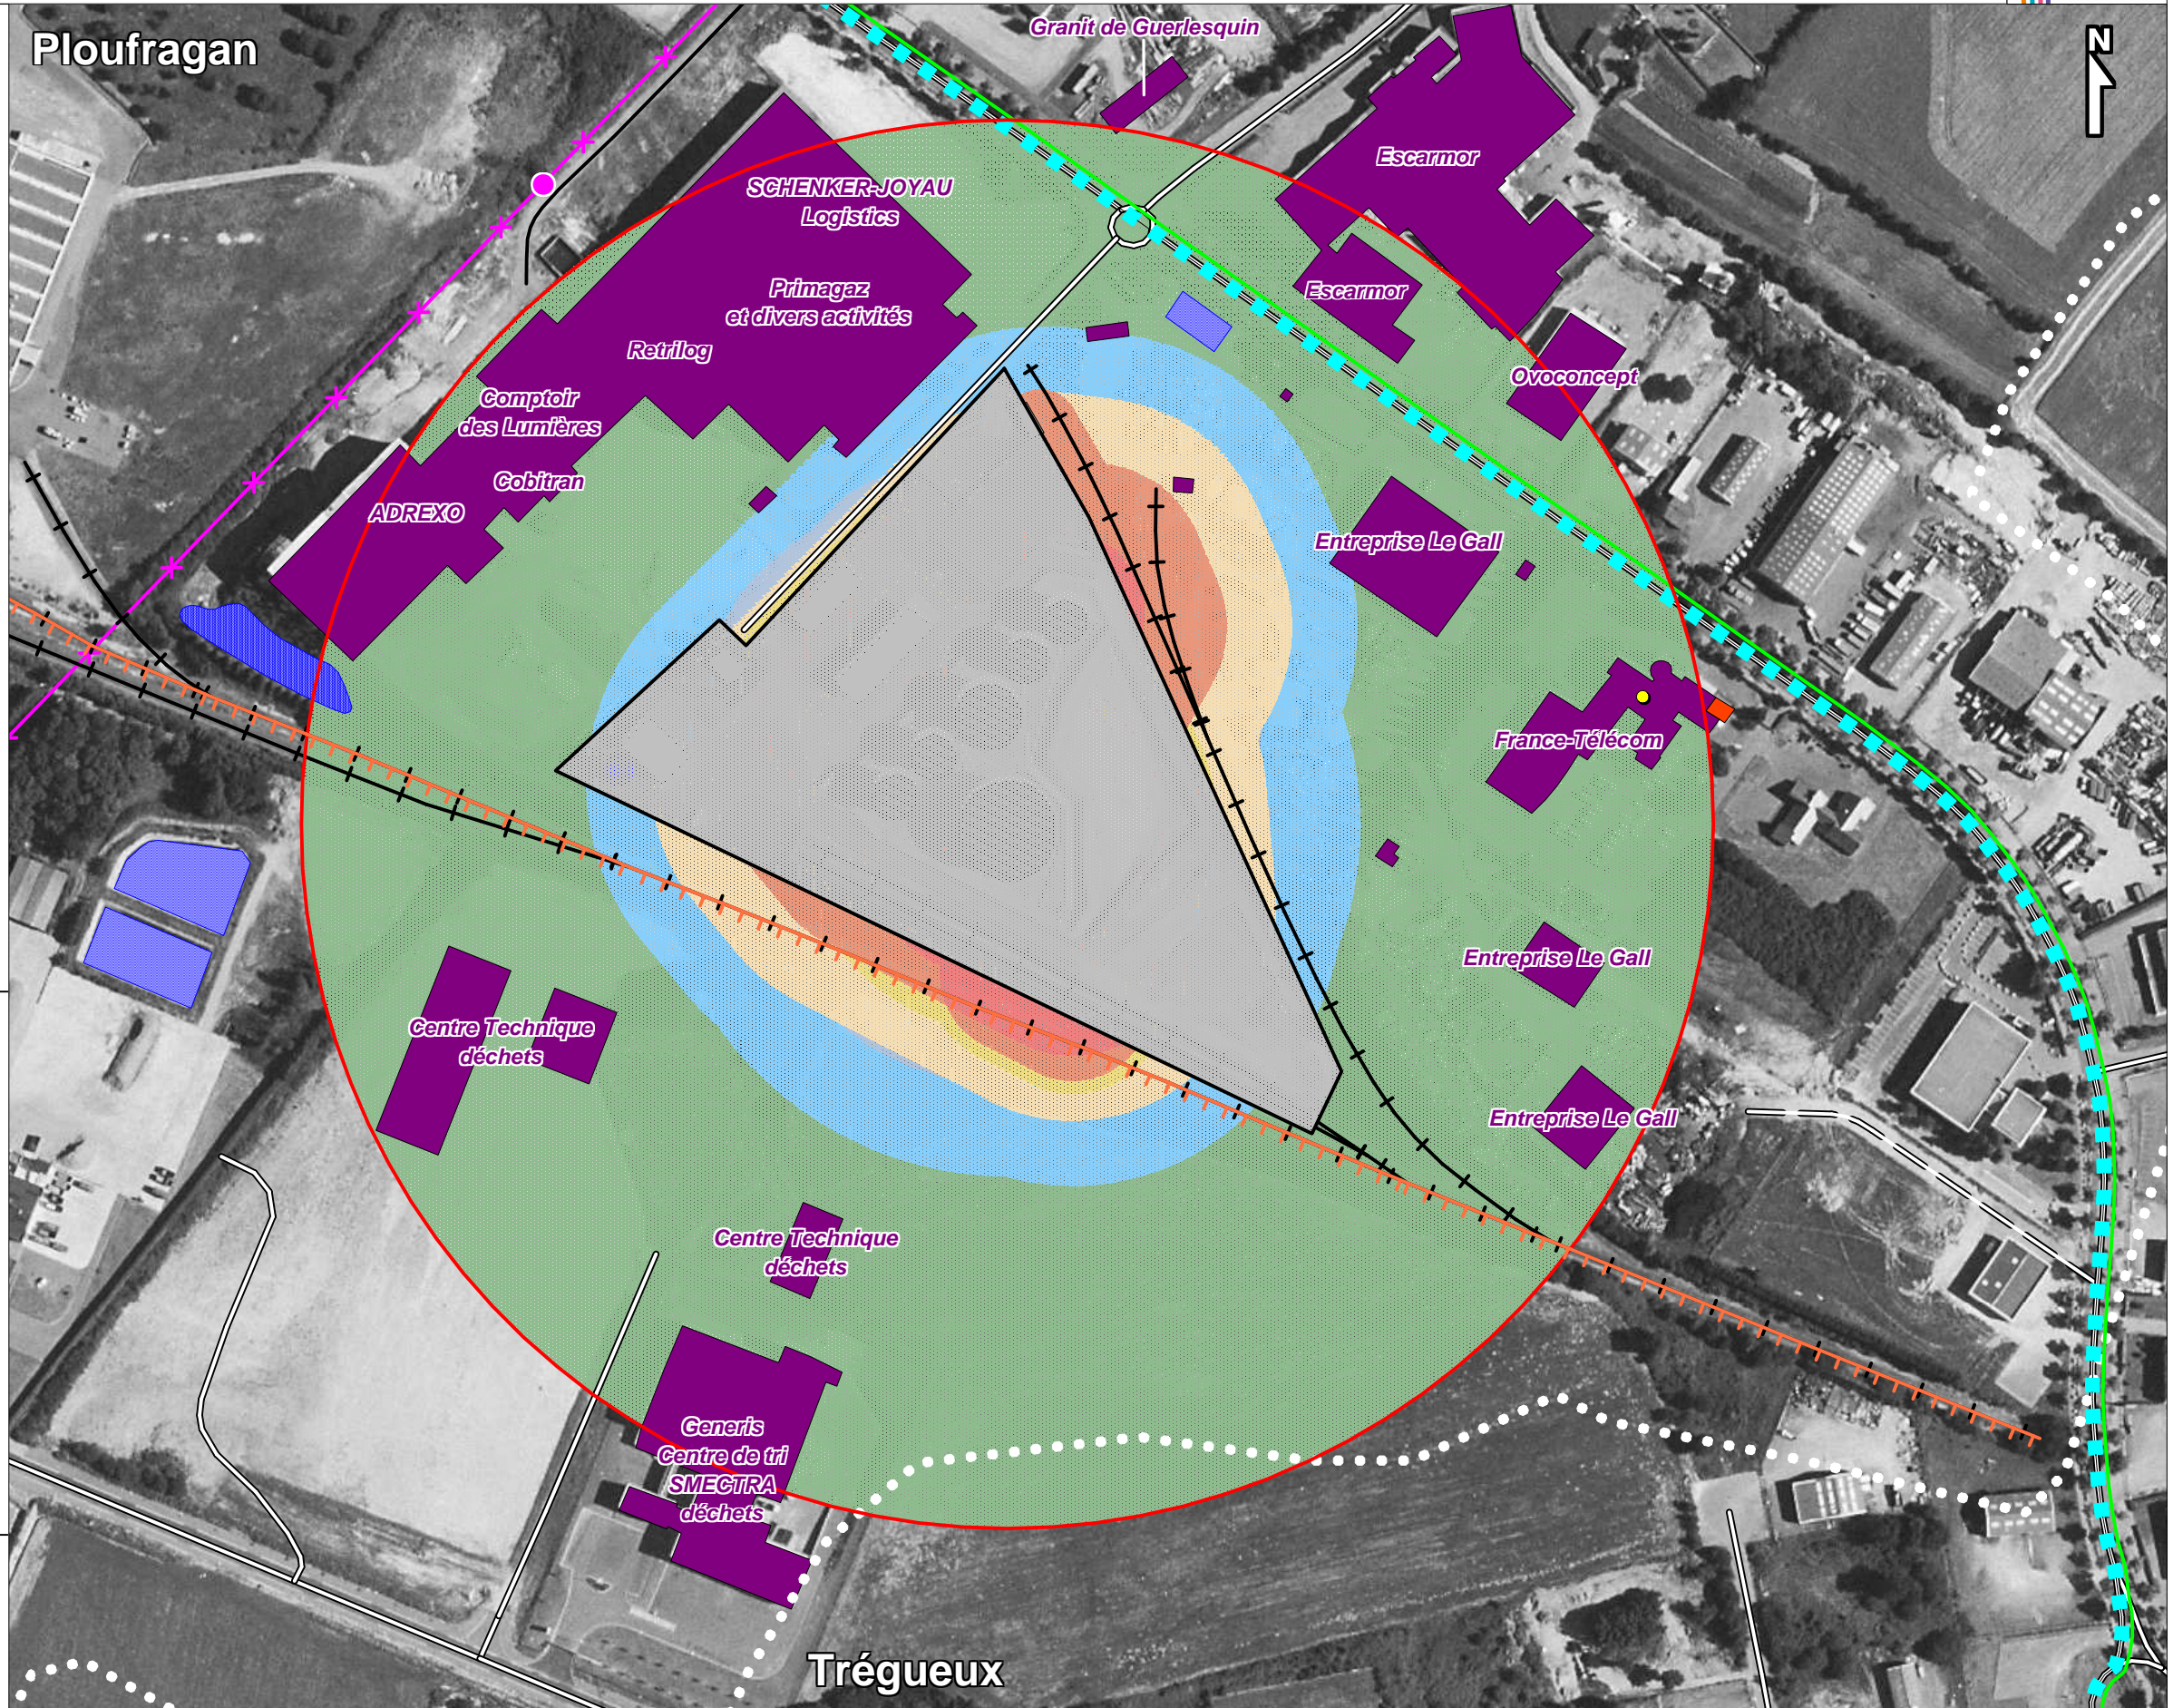 Granit de Guerlesquin
Ploufragan
N
Escarmor
SCHENKER-JOYAU
Logistics
Primagaz
et divers activités
Escarmor
Retrilog
Ovoconcept
Comptoir
des Lumières
Cobitran
ADREXO
Entreprise Le Gall
France-Télécom
Entreprise Le Gall
Centre Technique
déchets
Entreprise Le Gall
Centre Technique
déchets
Generis
Centre de tri
SMECTRA
déchets
Trégueux